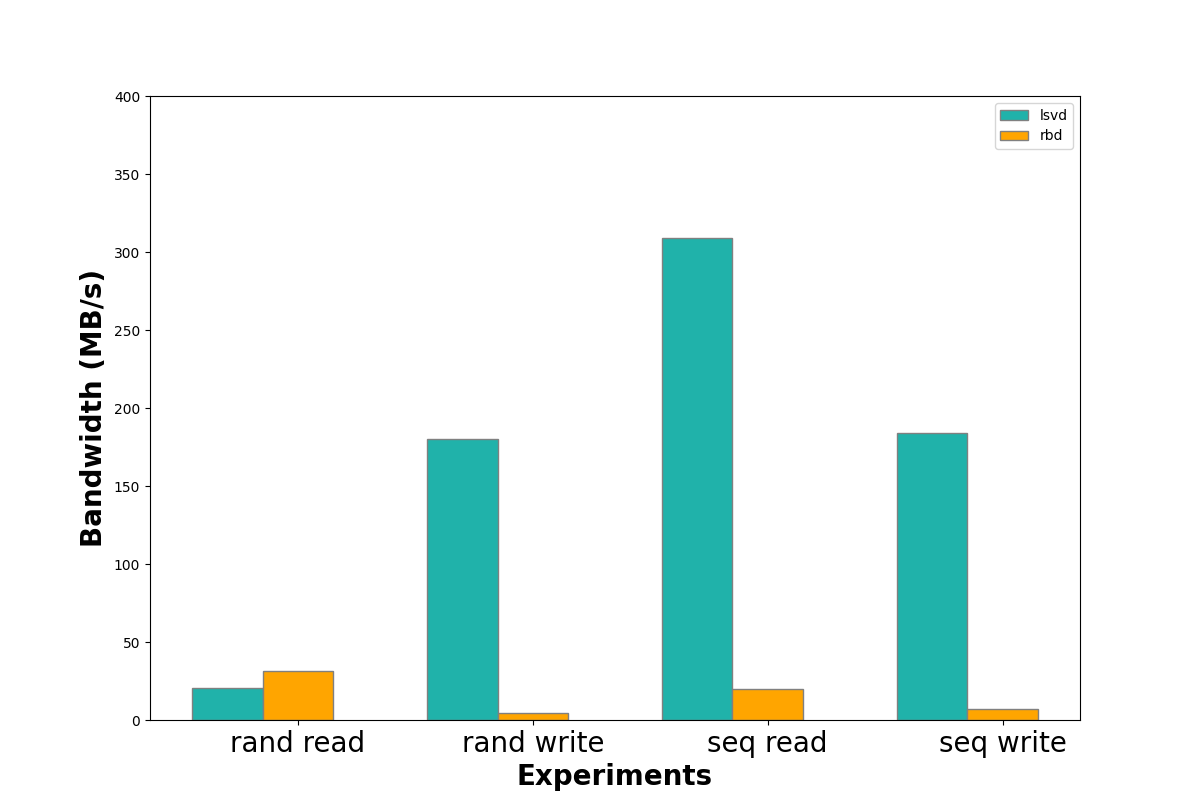 400
350
300
250
200
150
100
50
0
Bandwidth (MB/s)
lsvd
rbd
rand read rand write seq read seq write
Experiments